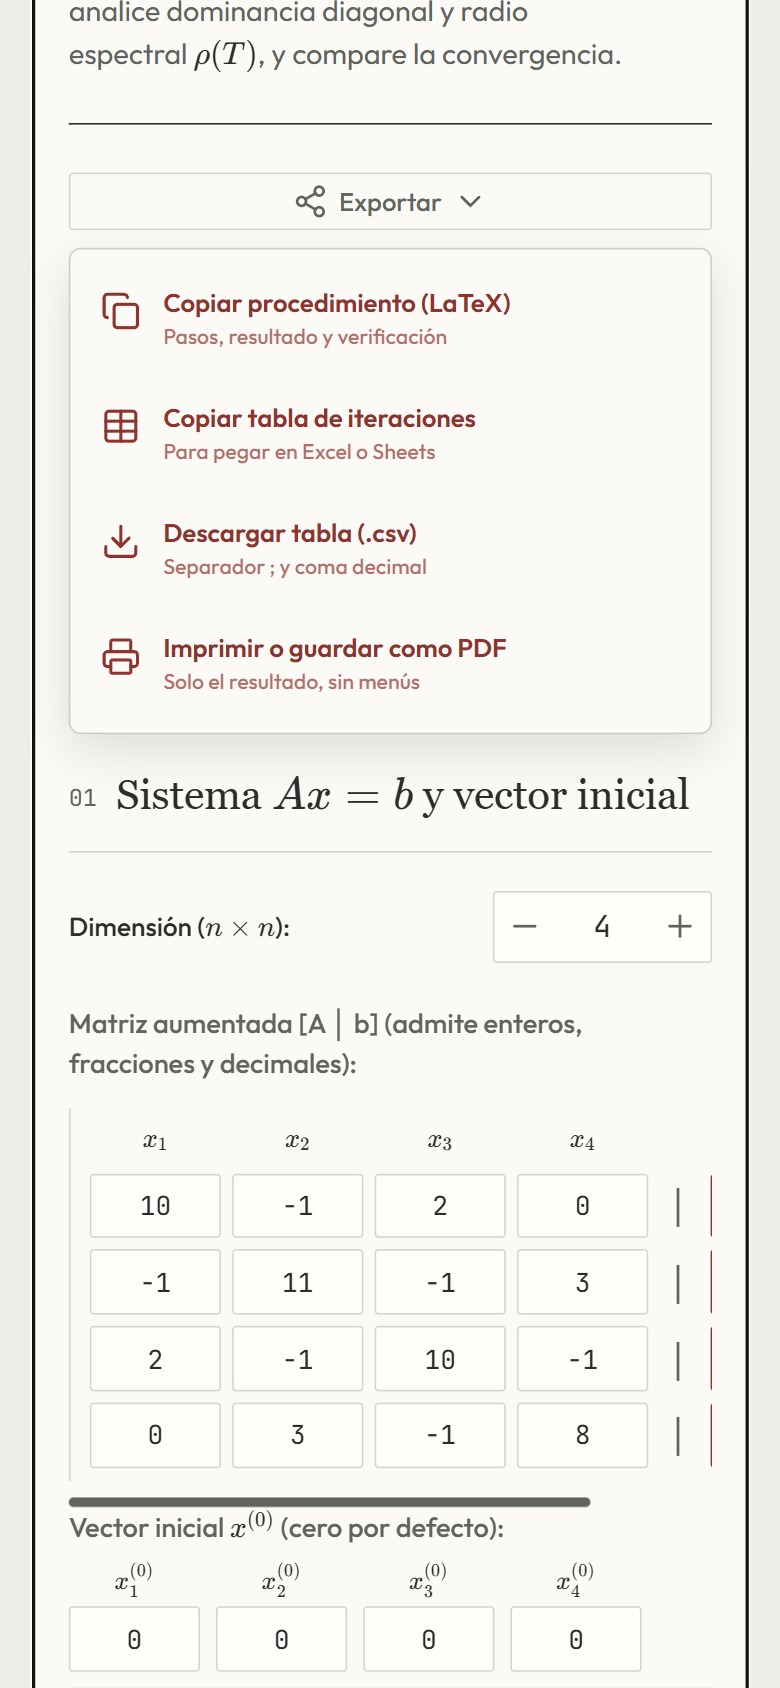 analice dominancia diagonal y radio
espectral ρ(T), y compare la convergencia.
Exportar
Copiar procedimiento (LaTeX)
Pasos, resultado y verificación
Copiar tabla de iteraciones
Para pegar en Excel o Sheets
Descargar tabla (.csv)
Separador ; y coma decimal
Imprimir o guardar como PDF
Solo el resultado, sin menús
01 Sistema Ax = b y vector inicial
Dimensión (n × n): − 4 +
Matriz aumentada [A │ b] (admite enteros,
fracciones y decimales):
x₁ x₂ x₃ x₄
10 -1 2 0 |
-1 11 -1 3 |
2 -1 10 -1 |
0 3 -1 8 |
Vector inicial x⁽⁰⁾ (cero por defecto):
x₁⁽⁰⁾ x₂⁽⁰⁾ x₃⁽⁰⁾ x₄⁽⁰⁾
0 0 0 0